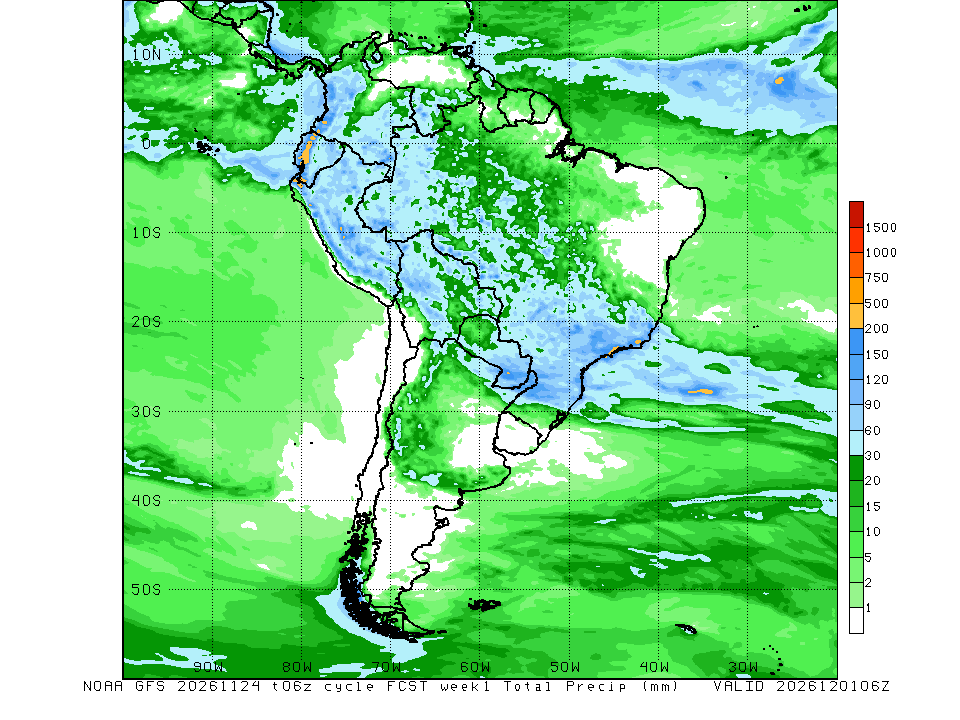 10N
0
10S
20S
30S
40S
50S
90W 80W 70W 60W 50W 40W 30W
1500
1000
750
500
200
150
120
90
60
30
20
15
10
5
2
1
NOAA GFS 20261124 t06z cycle FCST week1 Total Precip (mm) VALID 2026120106Z